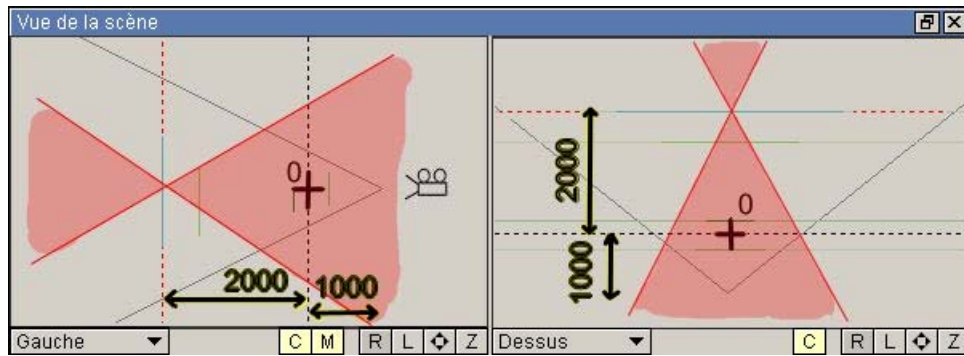 Vue de la scène
0
2000
1000
0
2000
1000
Gauche
C M R L Z
Dessus
C R L Z